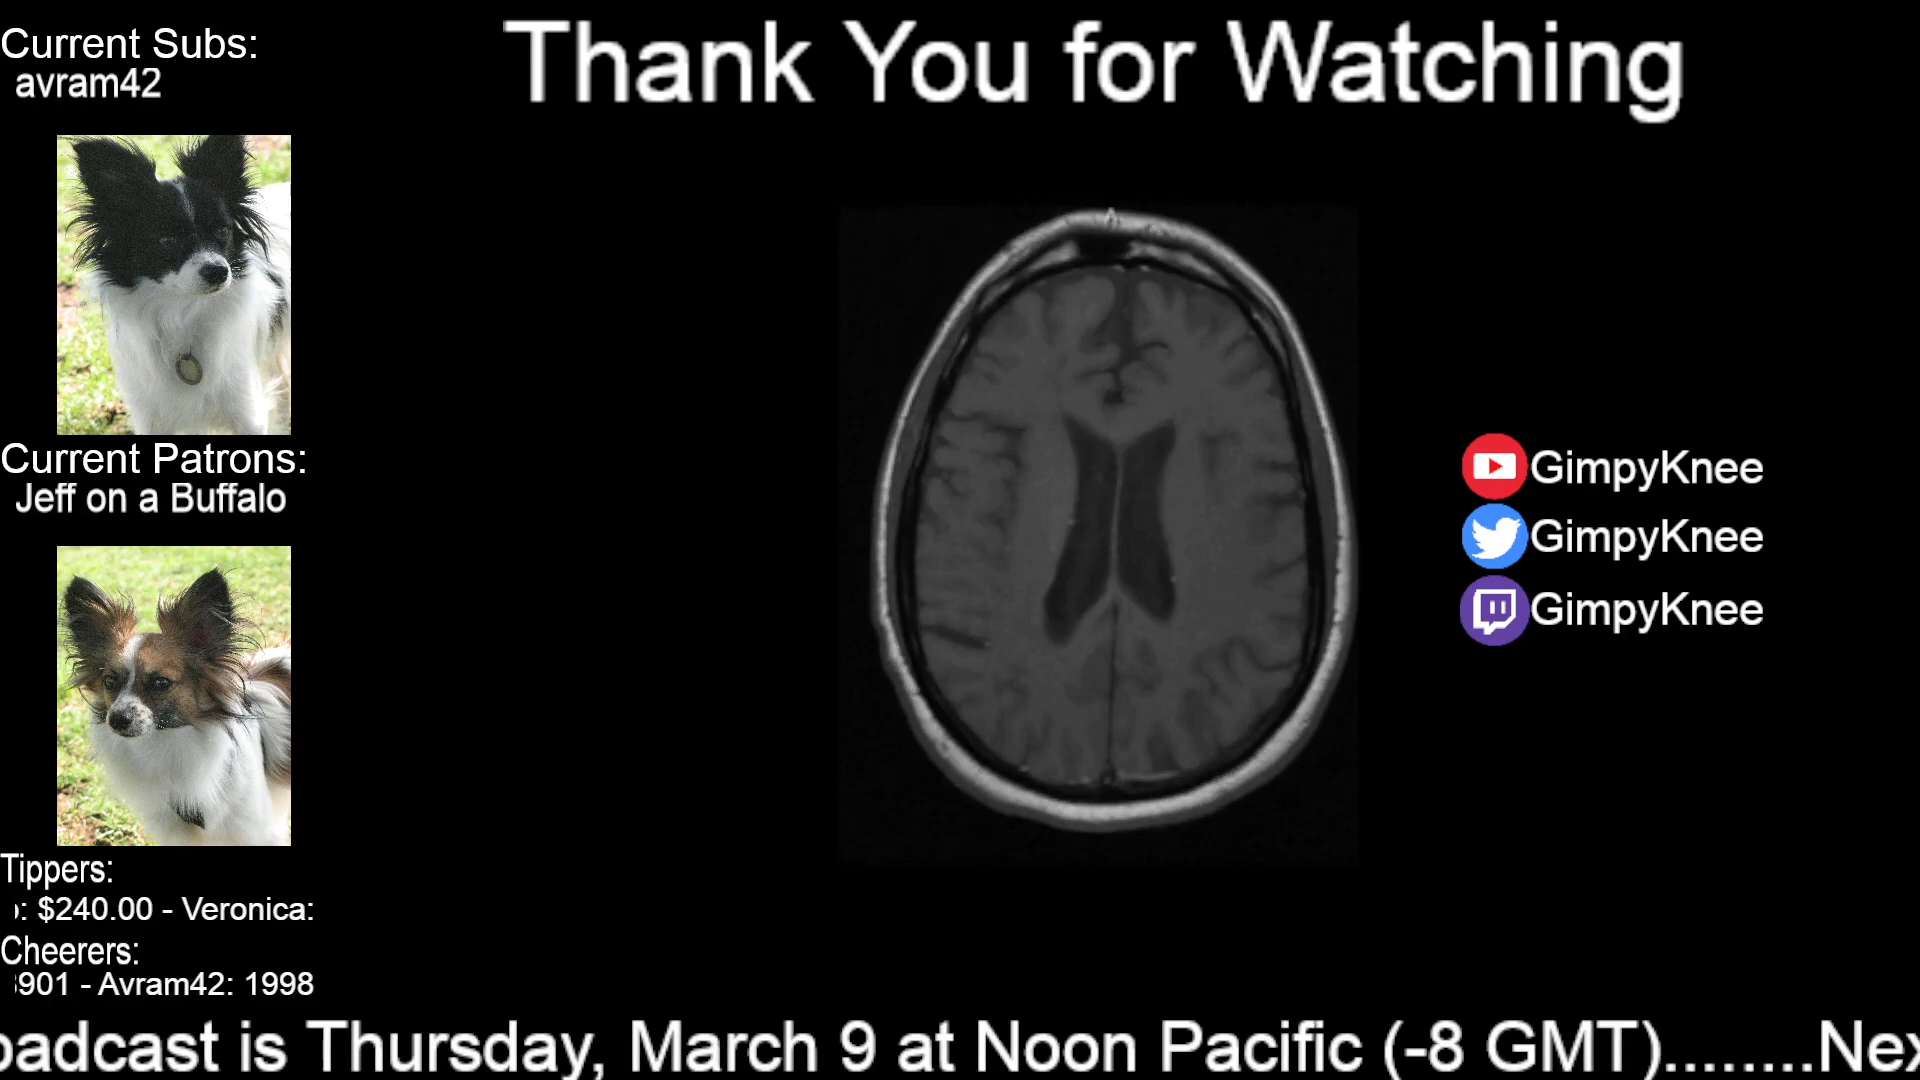 Current Subs:
avram42
Thank You for Watching
Current Patrons:
Jeff on a Buffalo
GimpyKnee
GimpyKnee
GimpyKnee
Tippers:
: $240.00 - Veronica:
Cheerers:
901 - Avram42: 1998
oadcast is Thursday, March 9 at Noon Pacific (-8 GMT)........Nex